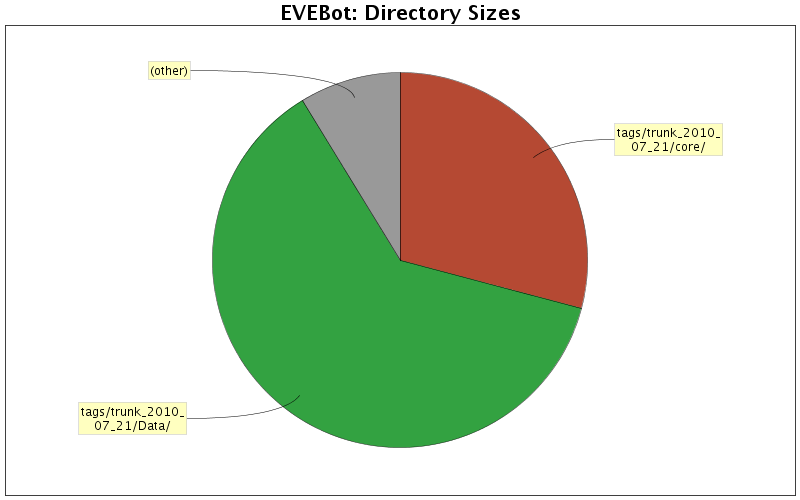 EVEBot: Directory Sizes
(other)
tags/trunk_2010_
07_21/core/
tags/trunk_2010_
07_21/Data/